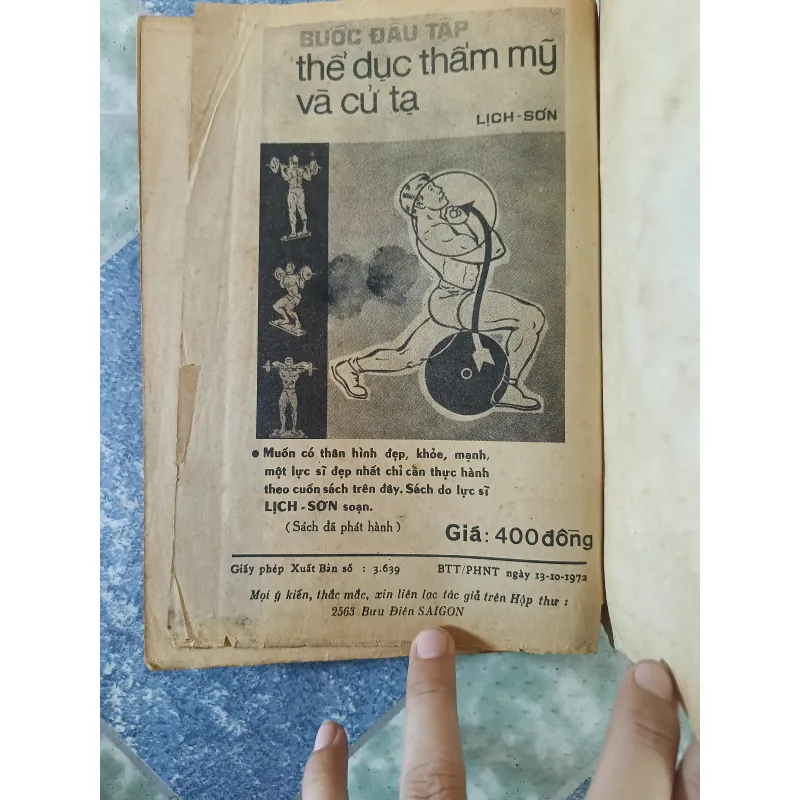 BƯỚC ĐẦU TẬP
thể dục thẩm mỹ
và cử tạ
LỊCH-SƠN
• Muốn có thân hình đẹp, khỏe, mạnh,
một lực sĩ đẹp nhất chỉ cần thực hành
theo cuốn sách trên đây. Sách do lực sĩ
LỊCH-SƠN soạn.
(Sách đã phát hành)
Giá: 400 đồng
Giấy phép Xuất Bản số : 3.639 BTT/PHNT ngày 13-10-1972
Mọi ý kiến, thắc mắc, xin liên lạc tác giả trên Hộp thư :
2563 Bưu Điện SAIGON